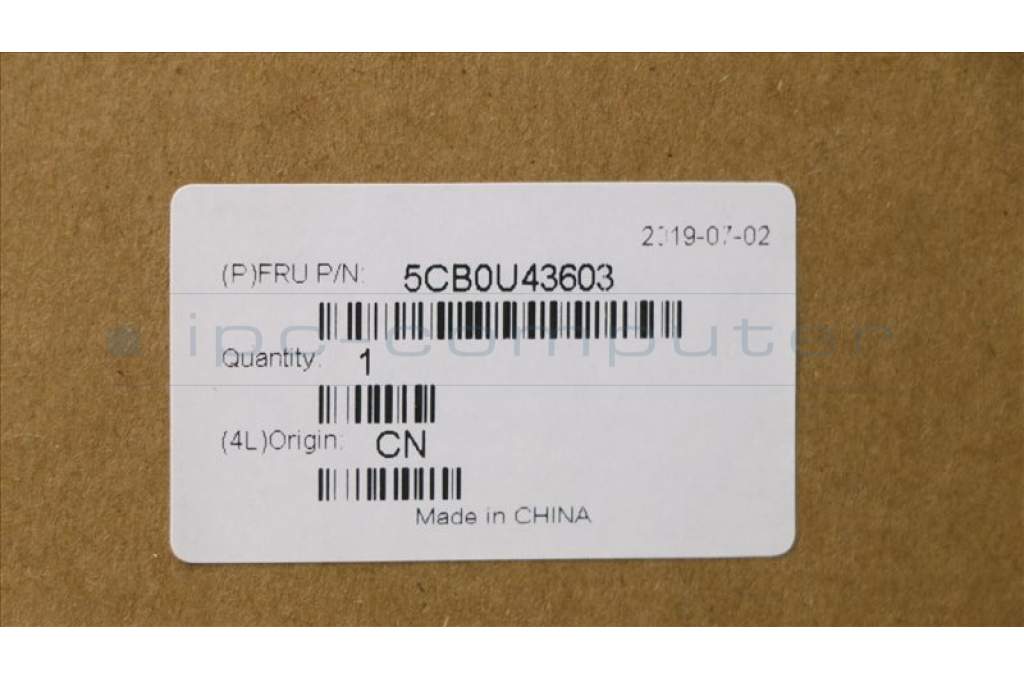 2019-07-02
(P)FRU P/N: 5CB0U43603
ipc-computer
Quantity: 1
(4L)Origin: CN
Made in CHINA